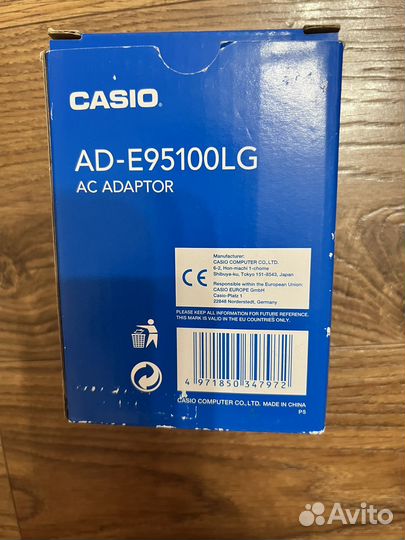 CASIO®
AD-E95100LG
AC ADAPTOR
CE
Manufacturer:
CASIO COMPUTER CO.,LTD.
6-2, Hon-machi 1-chome
Shibuya-ku, Tokyo 151-8543, Japan
Responsible within the European Union:
CASIO EUROPE GmbH
Casio-Platz 1
22848 Norderstedt, Germany
PLEASE KEEP ALL INFORMATION FOR FUTURE REFERENCE.
THIS MARK IS VALID IN THE EU COUNTRIES ONLY.
4 971850 347972
CASIO COMPUTER CO.,LTD. MADE IN CHINA
PS
Avito